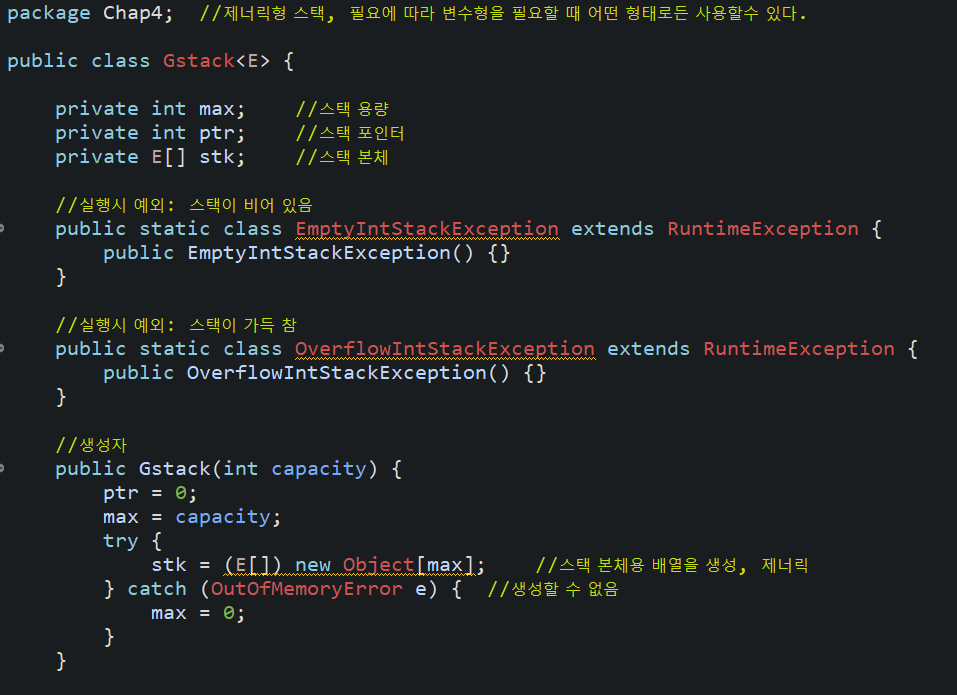 package Chap4;  //제너릭형 스택, 필요에 따라 변수형을 필요할 때 어떤 형태로든 사용할수 있다.
public class Gstack<E> {
    private int max;    //스택 용량
    private int ptr;    //스택 포인터
    private E[] stk;    //스택 본체
    //실행시 예외: 스택이 비어 있음
    public static class EmptyIntStackException extends RuntimeException {
        public EmptyIntStackException() {}
    }
    //실행시 예외: 스택이 가득 참
    public static class OverflowIntStackException extends RuntimeException {
        public OverflowIntStackException() {}
    }
    //생성자
    public Gstack(int capacity) {
        ptr = 0;
        max = capacity;
        try {
            stk = (E[]) new Object[max];    //스택 본체용 배열을 생성, 제너릭
        } catch (OutOfMemoryError e) {  //생성할 수 없음
            max = 0;
        }
    }